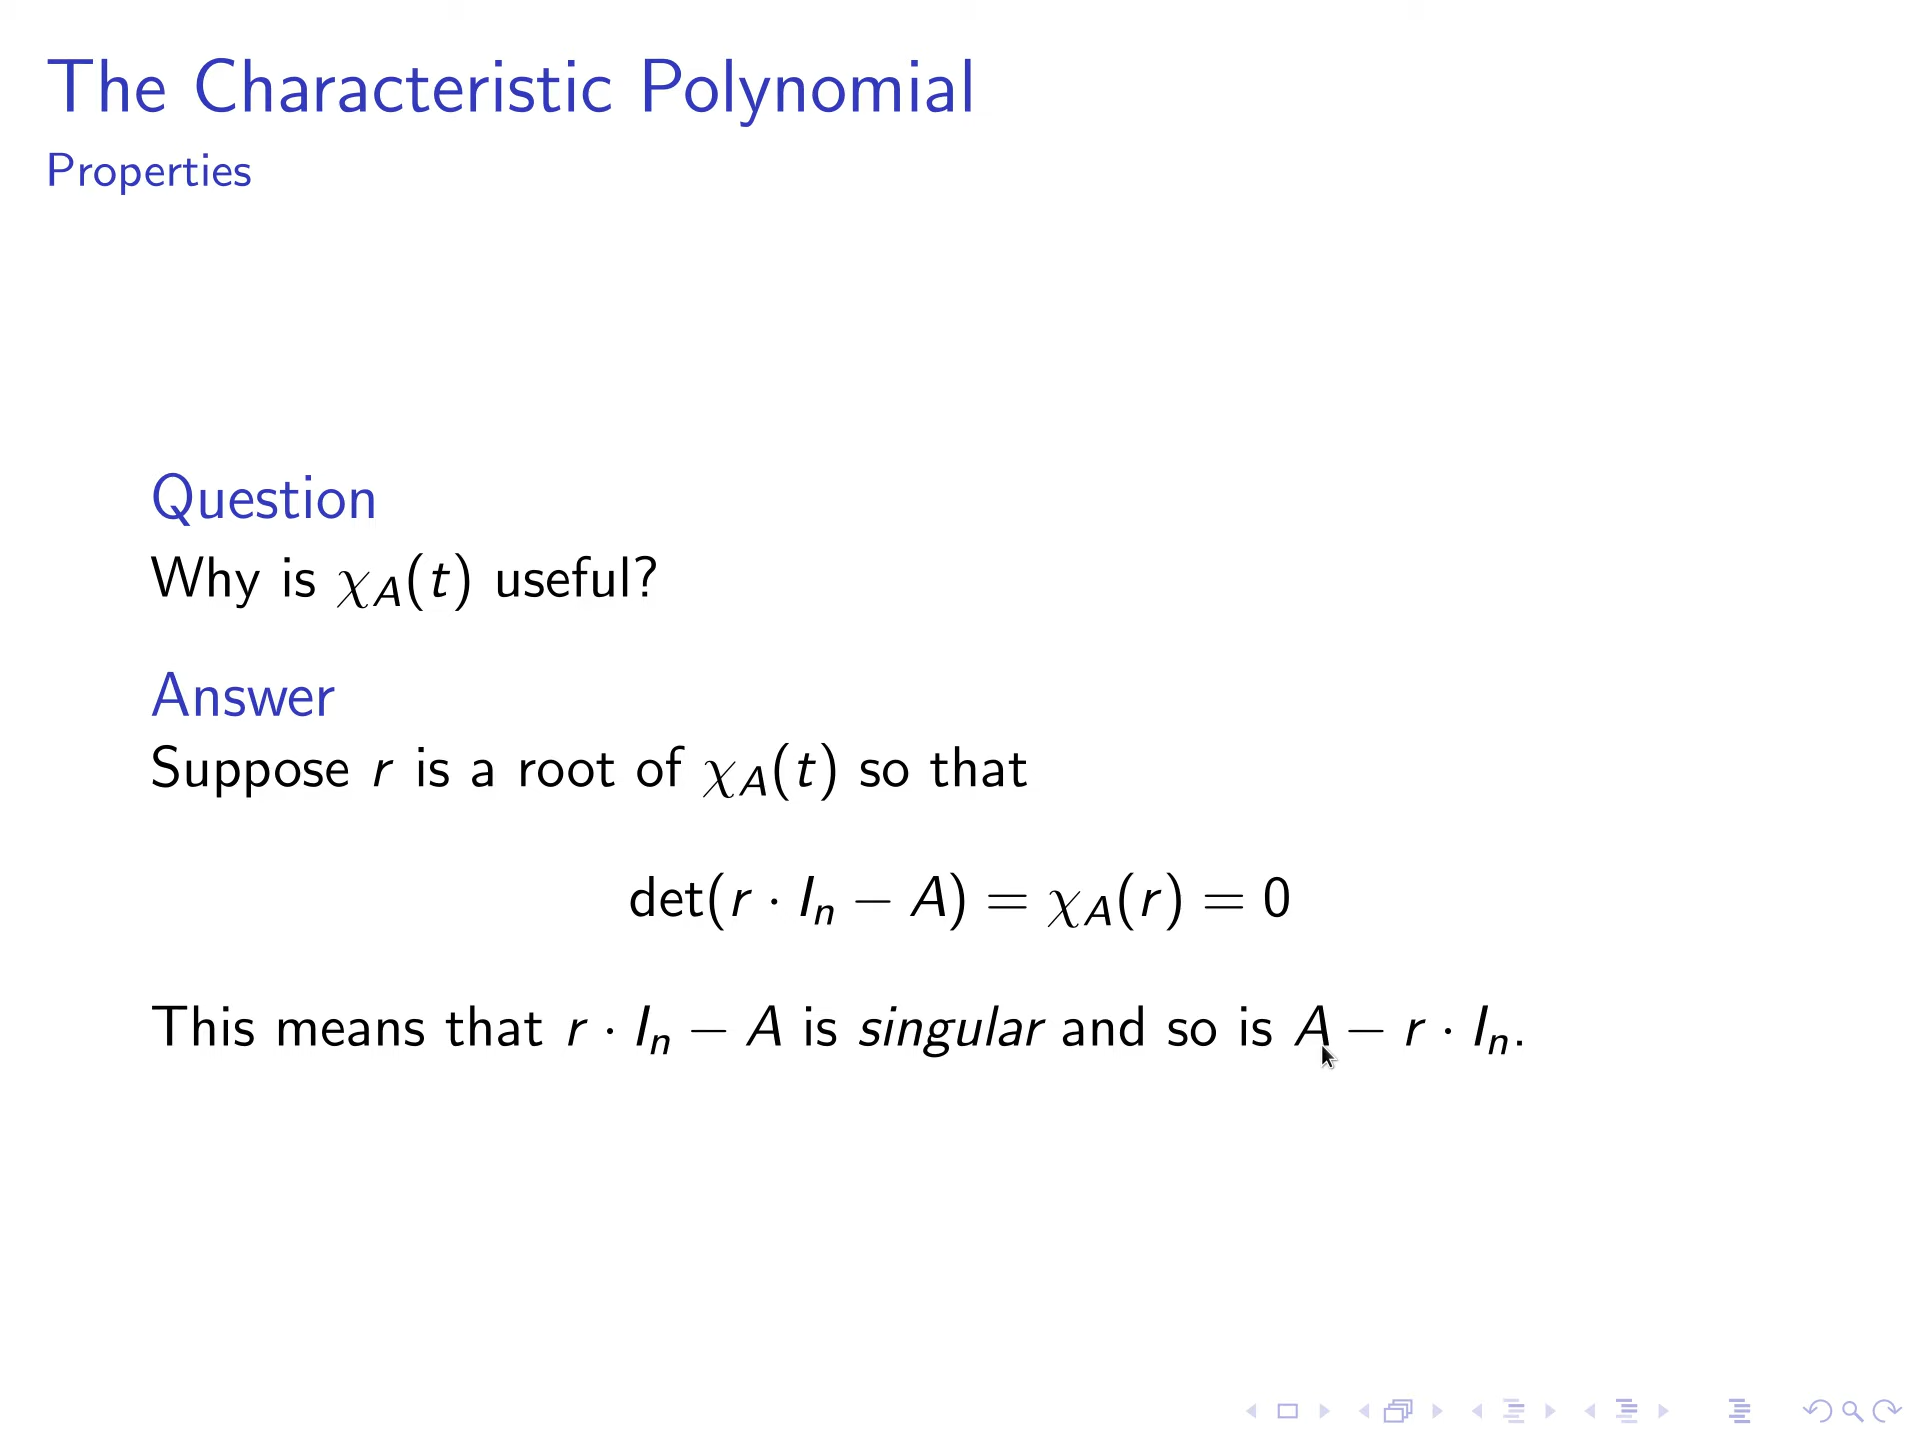 The Characteristic Polynomial
Properties
Question
Why is χ_A(t) useful?
Answer
Suppose r is a root of χ_A(t) so that
det(r · I_n − A) = χ_A(r) = 0
This means that r · I_n − A is singular and so is A − r · I_n.